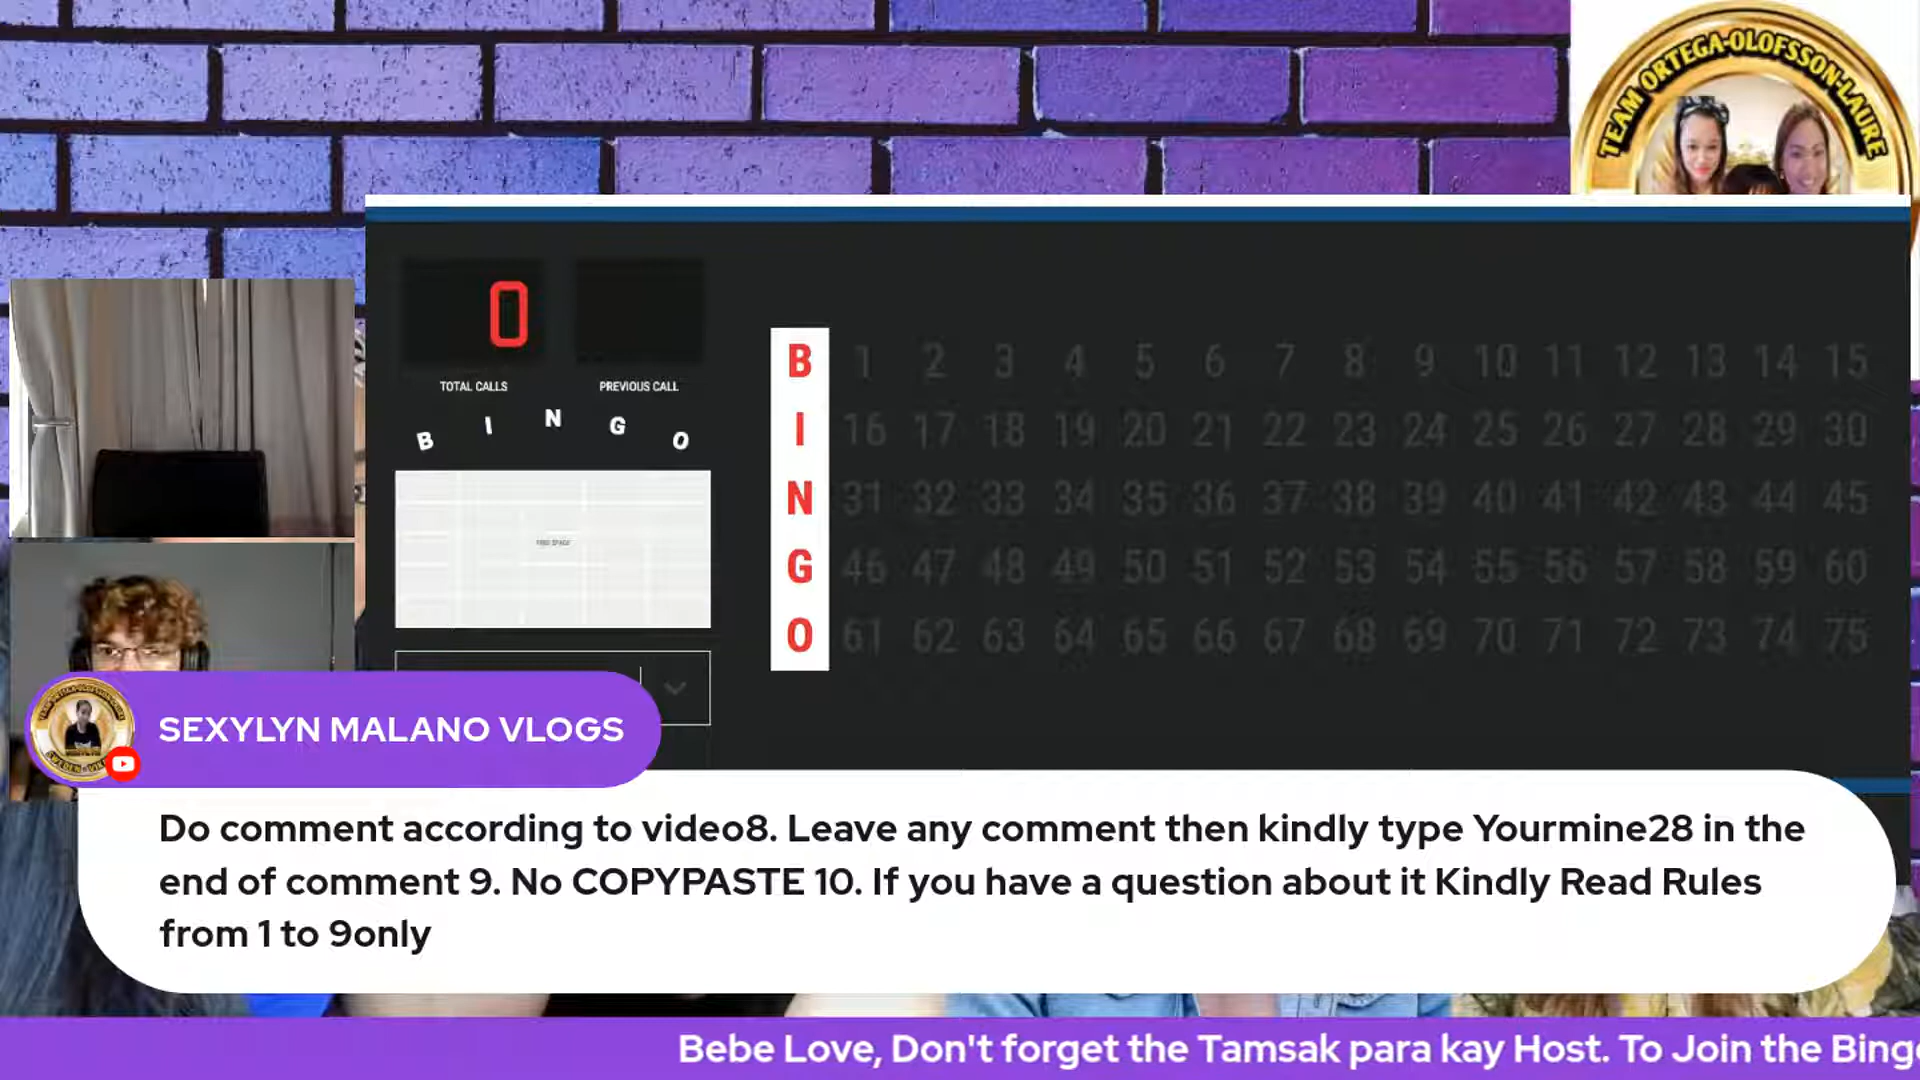 TEAM ORTEGA-OLOFSSON-LAURE
0
TOTAL CALLS
PREVIOUS CALL
B I N G O
FREE SPACE
B 1 2 3 4 5 6 7 8 9 10 11 12 13 14 15
I 16 17 18 19 20 21 22 23 24 25 26 27 28 29 30
N 31 32 33 34 35 36 37 38 39 40 41 42 43 44 45
G 46 47 48 49 50 51 52 53 54 55 56 57 58 59 60
O 61 62 63 64 65 66 67 68 69 70 71 72 73 74 75
SEXYLYN MALANO VLOGS
Do comment according to video8. Leave any comment then kindly type Yourmine28 in the
end of comment 9. No COPYPASTE 10. If you have a question about it Kindly Read Rules
from 1 to 9only
Bebe Love, Don't forget the Tamsak para kay Host. To Join the Bing